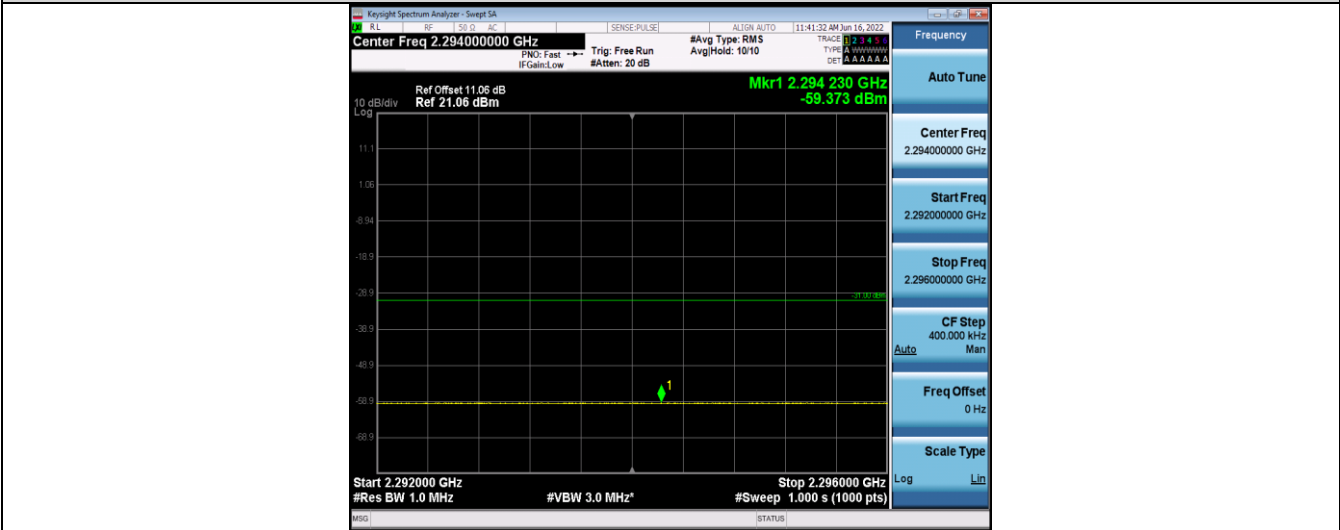 Keysight Spectrum Analyzer - Swept SA
RL RF 50 Ω AC SENSE:PULSE ALIGN AUTO 11:41:32 AM Jun 16, 2022
Center Freq 2.294000000 GHz
PNO: Fast
IFGain:Low
Trig: Free Run
#Atten: 20 dB
#Avg Type: RMS
Avg|Hold: 10/10
TRACE 1 2 3 4 5 6
TYPE A WWWWW
DET A A A A A A
Mkr1 2.294 230 GHz
-59.373 dBm
Ref Offset 11.06 dB
10 dB/div Ref 21.06 dBm
Log
11.1
1.06
-8.94
-18.9
-28.9
-31.00 dBm
-38.9
-48.9
1
-58.9
-68.9
Start 2.292000 GHz Stop 2.296000 GHz
#Res BW 1.0 MHz #VBW 3.0 MHz* #Sweep 1.000 s (1000 pts)
MSG STATUS
Frequency
Auto Tune
Center Freq
2.294000000 GHz
Start Freq
2.292000000 GHz
Stop Freq
2.296000000 GHz
CF Step
400.000 kHz
Auto Man
Freq Offset
0 Hz
Scale Type
Log Lin